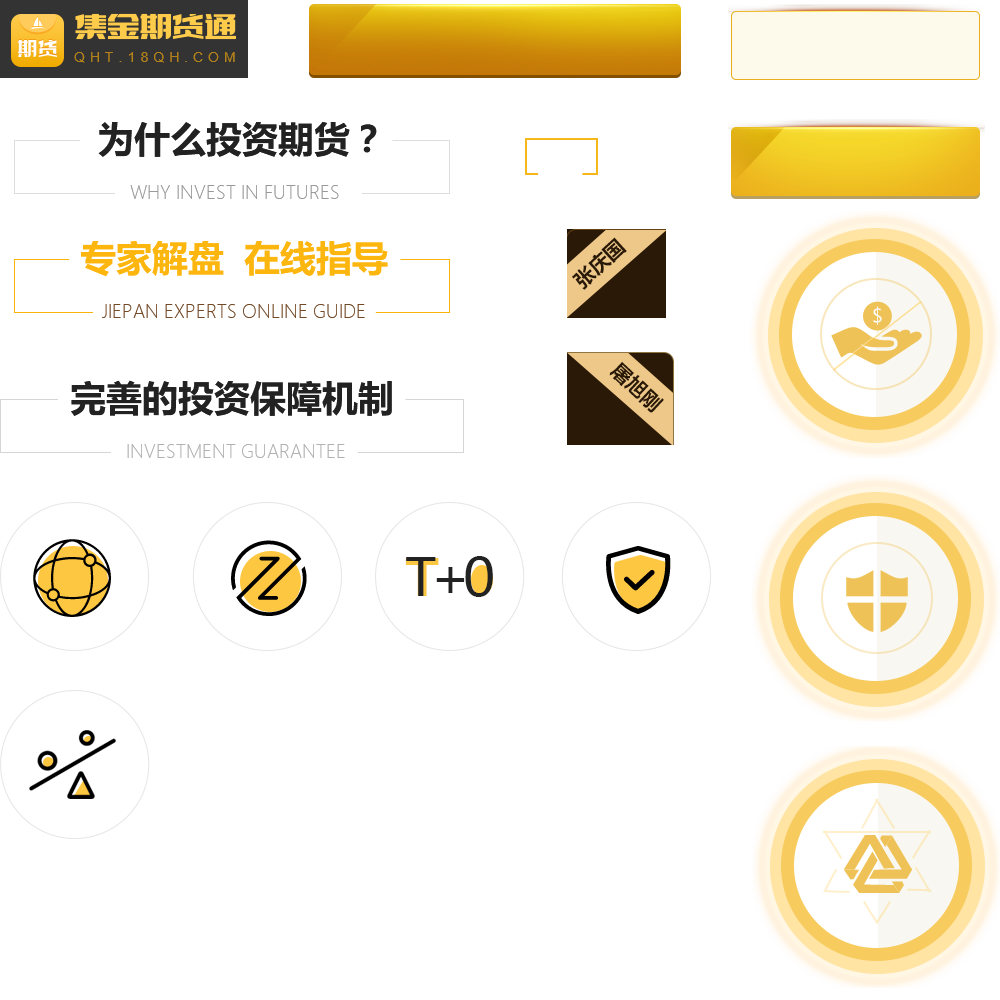 期货
集金期货通
QHT.18QH.COM
为什么投资期货？
WHY INVEST IN FUTURES
专家解盘 在线指导
JIEPAN EXPERTS ONLINE GUIDE
张庆国
$
屠旭刚
完善的投资保障机制
INVESTMENT GUARANTEE
T+0